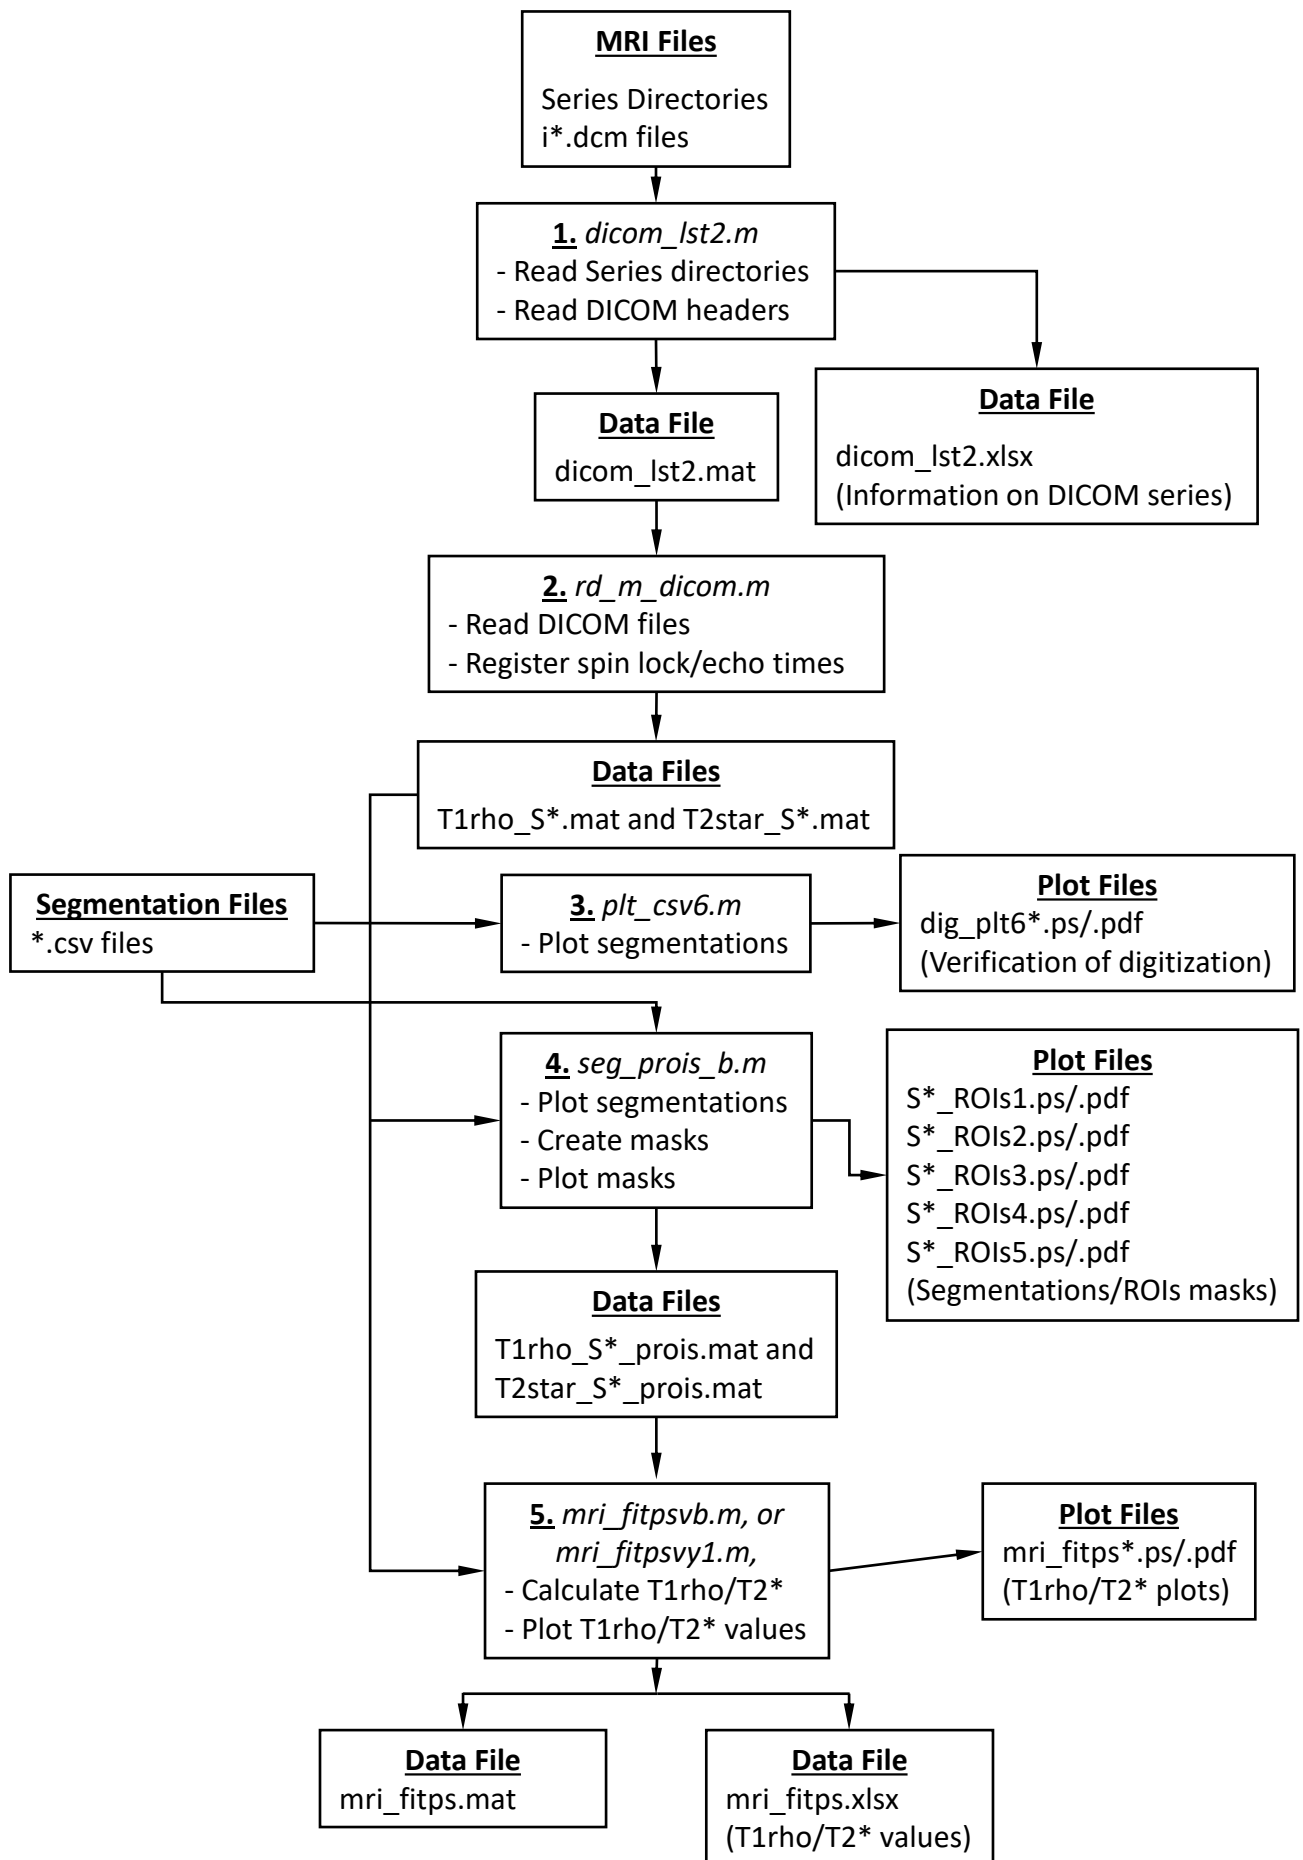 MRI Files
Series Directories
i*.dcm files
1. dicom_lst2.m
- Read Series directories
- Read DICOM headers
Data File
dicom_lst2.mat
Data File
dicom_lst2.xlsx
(Information on DICOM series)
2. rd_m_dicom.m
- Read DICOM files
- Register spin lock/echo times
Data Files
T1rho_S*.mat and T2star_S*.mat
Segmentation Files
*.csv files
3. plt_csv6.m
- Plot segmentations
Plot Files
dig_plt6*.ps/.pdf
(Verification of digitization)
4. seg_prois_b.m
- Plot segmentations
- Create masks
- Plot masks
Plot Files
S*_ROIs1.ps/.pdf
S*_ROIs2.ps/.pdf
S*_ROIs3.ps/.pdf
S*_ROIs4.ps/.pdf
S*_ROIs5.ps/.pdf
(Segmentations/ROIs masks)
Data Files
T1rho_S*_prois.mat and
T2star_S*_prois.mat
5. mri_fitpsvb.m, or
mri_fitpsvy1.m,
- Calculate T1rho/T2*
- Plot T1rho/T2* values
Plot Files
mri_fitps*.ps/.pdf
(T1rho/T2* plots)
Data File
mri_fitps.mat
Data File
mri_fitps.xlsx
(T1rho/T2* values)